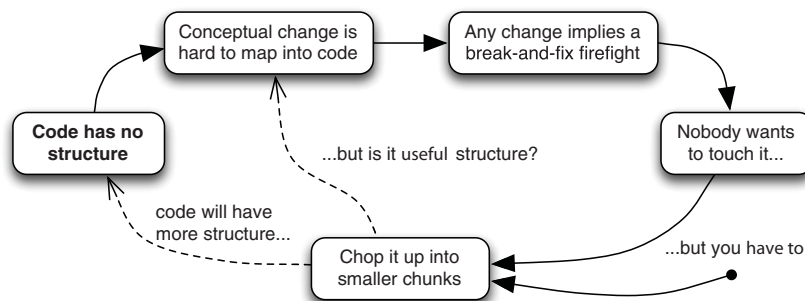 Conceptual change is
hard to map into code
Any change implies a
break-and-fix firefight
Code has no
structure
Nobody wants
to touch it...
...but is it useful structure?
code will have
more structure...
...but you have to
Chop it up into
smaller chunks